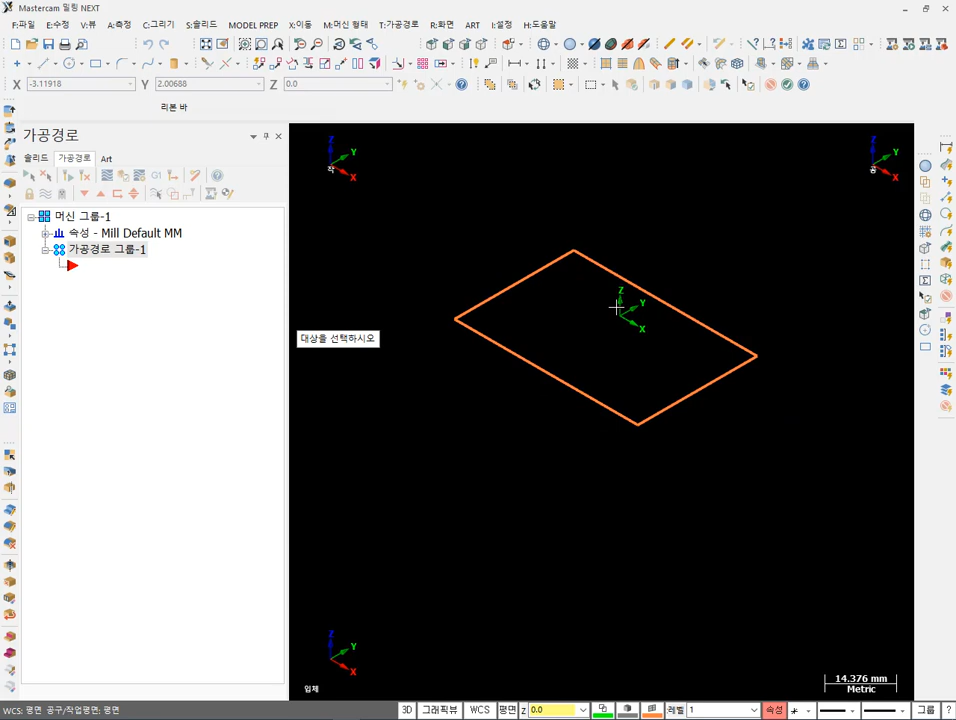 Mastercam 밀링 NEXT
F:파일 E:수정 V:뷰 A:측정 C:그리기 S:솔리드 MODEL PREP X:이동 M:머신 형태 T:가공경로 R:화면 ART I:설정 H:도움말
X -3.11918 Y 2.00688 Z 0.0
리본 바
가공경로
솔리드 가공경로 Art
G1
머신 그룹-1
속성 - Mill Default MM
가공경로 그룹-1
Z Y X
Z Y X
Z Y X
대상을 선택하시오
Z Y X
입체
14.376 mm
Metric
WCS: 평면 공구/작업평면: 평면 3D 그래픽뷰 WCS 평면 Z 0.0 레벨 1 속성 그룹 ?